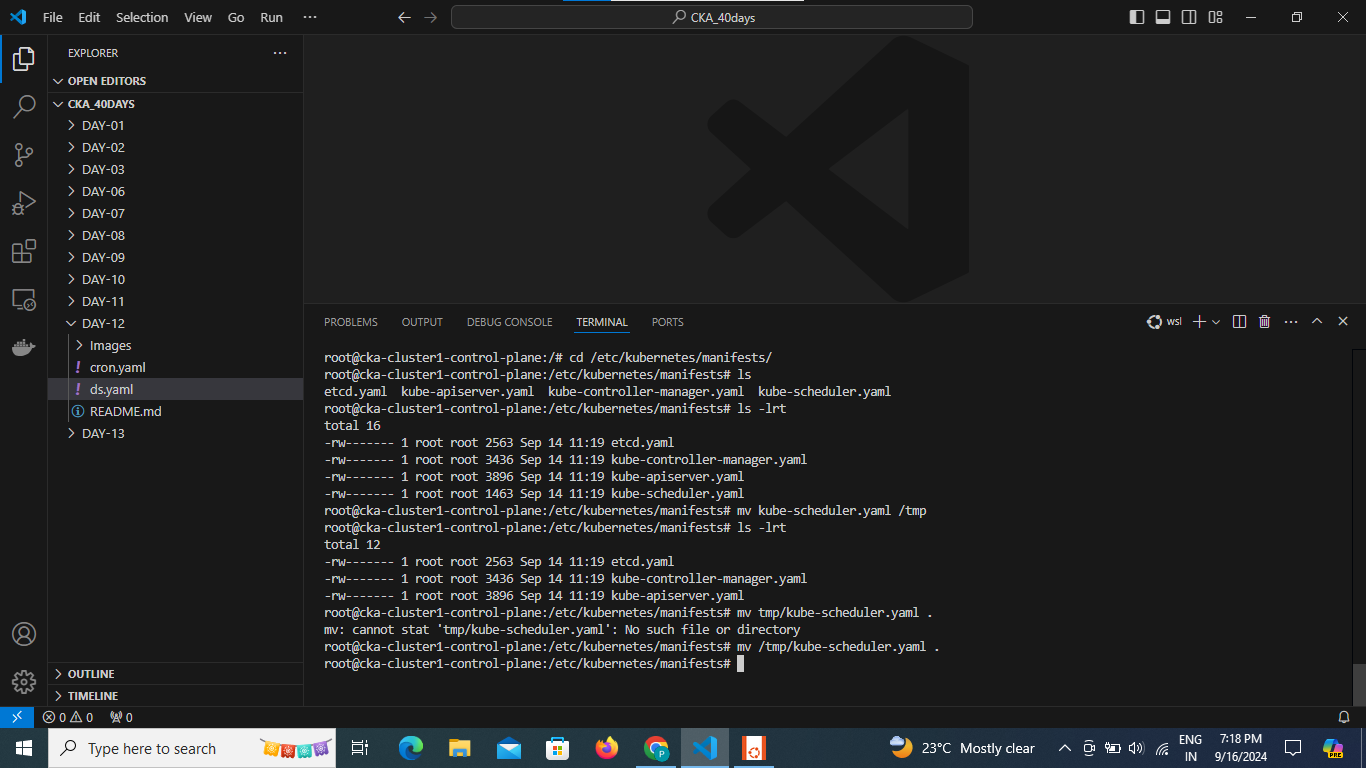 File Edit Selection View Go Run ···
CKA_40days
EXPLORER
OPEN EDITORS
CKA_40DAYS
DAY-01
DAY-02
DAY-03
DAY-06
DAY-07
DAY-08
DAY-09
DAY-10
DAY-11
DAY-12
Images
! cron.yaml
! ds.yaml
README.md
DAY-13
OUTLINE
TIMELINE
PROBLEMS OUTPUT DEBUG CONSOLE TERMINAL PORTS
wsl
root@cka-cluster1-control-plane:/# cd /etc/kubernetes/manifests/
root@cka-cluster1-control-plane:/etc/kubernetes/manifests# ls
etcd.yaml  kube-apiserver.yaml  kube-controller-manager.yaml  kube-scheduler.yaml
root@cka-cluster1-control-plane:/etc/kubernetes/manifests# ls -lrt
total 16
-rw------- 1 root root 2563 Sep 14 11:19 etcd.yaml
-rw------- 1 root root 3436 Sep 14 11:19 kube-controller-manager.yaml
-rw------- 1 root root 3896 Sep 14 11:19 kube-apiserver.yaml
-rw------- 1 root root 1463 Sep 14 11:19 kube-scheduler.yaml
root@cka-cluster1-control-plane:/etc/kubernetes/manifests# mv kube-scheduler.yaml /tmp
root@cka-cluster1-control-plane:/etc/kubernetes/manifests# ls -lrt
total 12
-rw------- 1 root root 2563 Sep 14 11:19 etcd.yaml
-rw------- 1 root root 3436 Sep 14 11:19 kube-controller-manager.yaml
-rw------- 1 root root 3896 Sep 14 11:19 kube-apiserver.yaml
root@cka-cluster1-control-plane:/etc/kubernetes/manifests# mv tmp/kube-scheduler.yaml .
mv: cannot stat 'tmp/kube-scheduler.yaml': No such file or directory
root@cka-cluster1-control-plane:/etc/kubernetes/manifests# mv /tmp/kube-scheduler.yaml .
root@cka-cluster1-control-plane:/etc/kubernetes/manifests#
0 0 0
Type here to search
23°C Mostly clear
ENG
IN
7:18 PM
9/16/2024
PRE